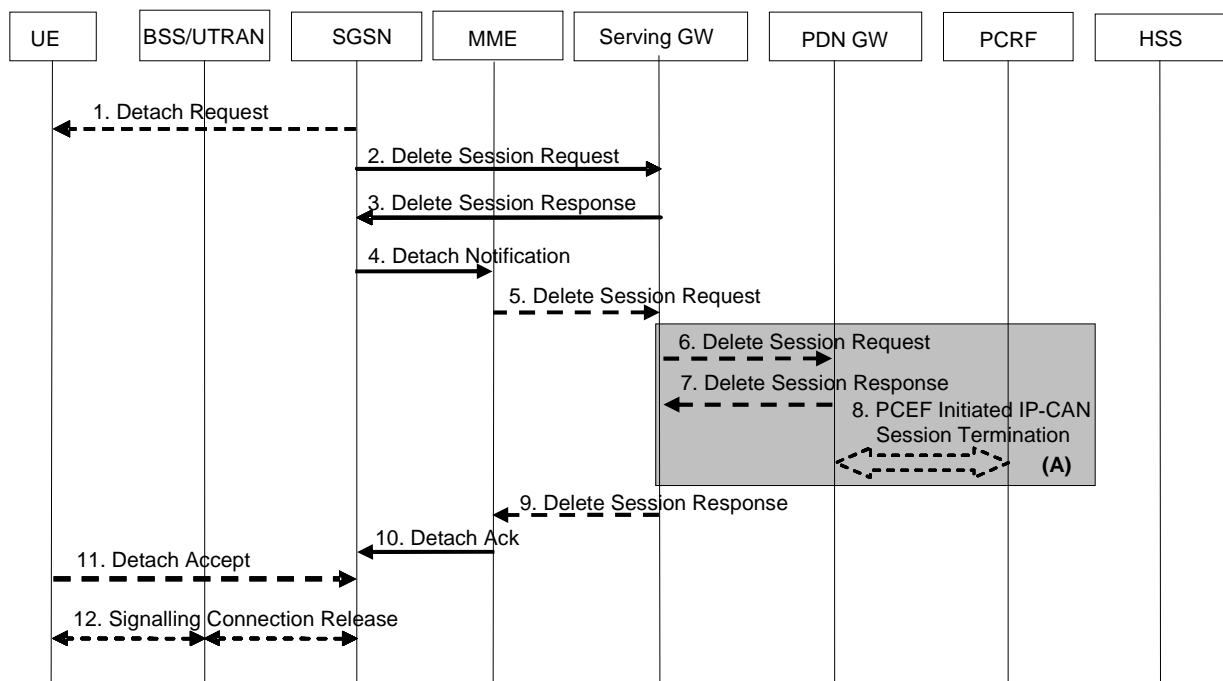 UE
BSS/UTRAN
SGSN
MME
Serving GW
PDN GW
PCRF
HSS
1. Detach Request
2. Delete Session Request
3. Delete Session Response
4. Detach Notification
5. Delete Session Request
6. Delete Session Request
7. Delete Session Response
8. PCEF Initiated IP-CAN
Session Termination
(A)
9. Delete Session Response
10. Detach Ack
11. Detach Accept
12. Signalling Connection Release